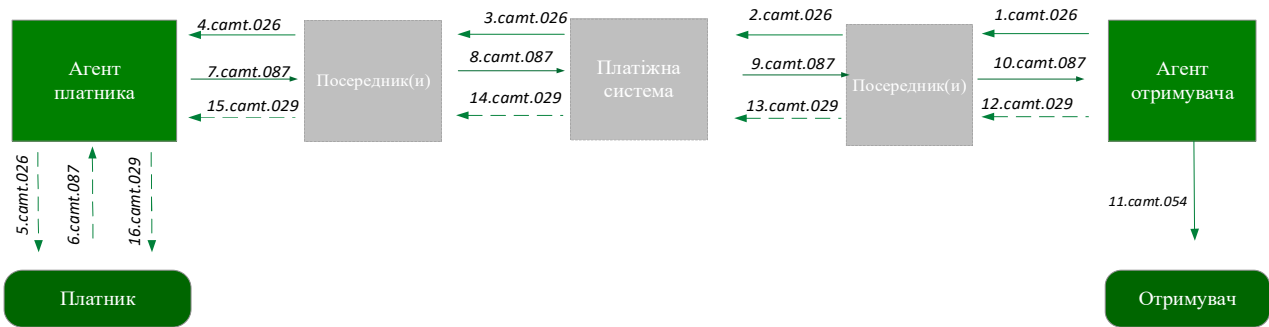 4.camt.026
3.camt.026
2.camt.026
1.camt.026
Агент
платника
7.camt.087
Посередник(и)
8.camt.087
Платіжна
система
9.camt.087
Посередник(и)
10.camt.087
Агент
отримувача
15.camt.029
14.camt.029
13.camt.029
12.camt.029
5.camt.026
6.camt.087
16.camt.029
11.camt.054
Платник
Отримувач